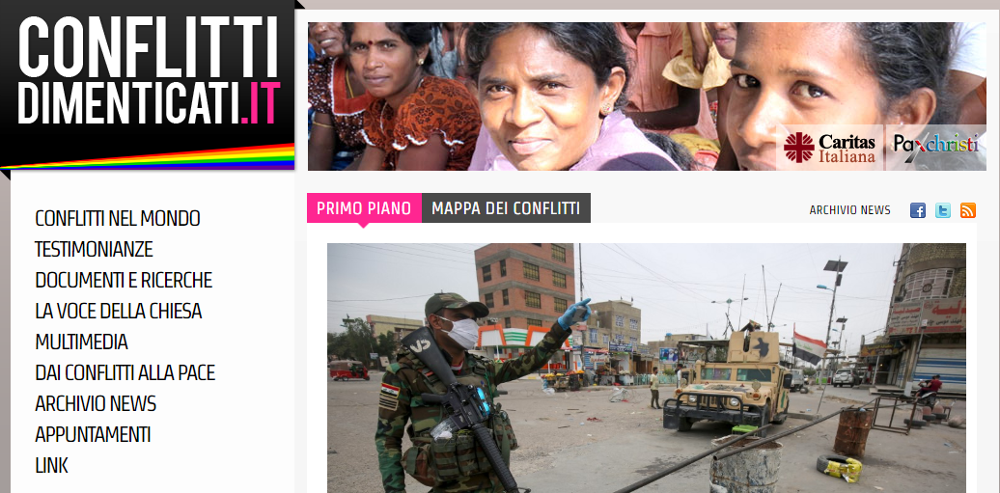 CONFLITTI
DIMENTICATI.IT
Caritas
Italiana
Paxchristi
PRIMO PIANO
MAPPA DEI CONFLITTI
ARCHIVIO NEWS
CONFLITTI NEL MONDO
TESTIMONIANZE
DOCUMENTI E RICERCHE
LA VOCE DELLA CHIESA
MULTIMEDIA
DAI CONFLITTI ALLA PACE
ARCHIVIO NEWS
APPUNTAMENTI
LINK